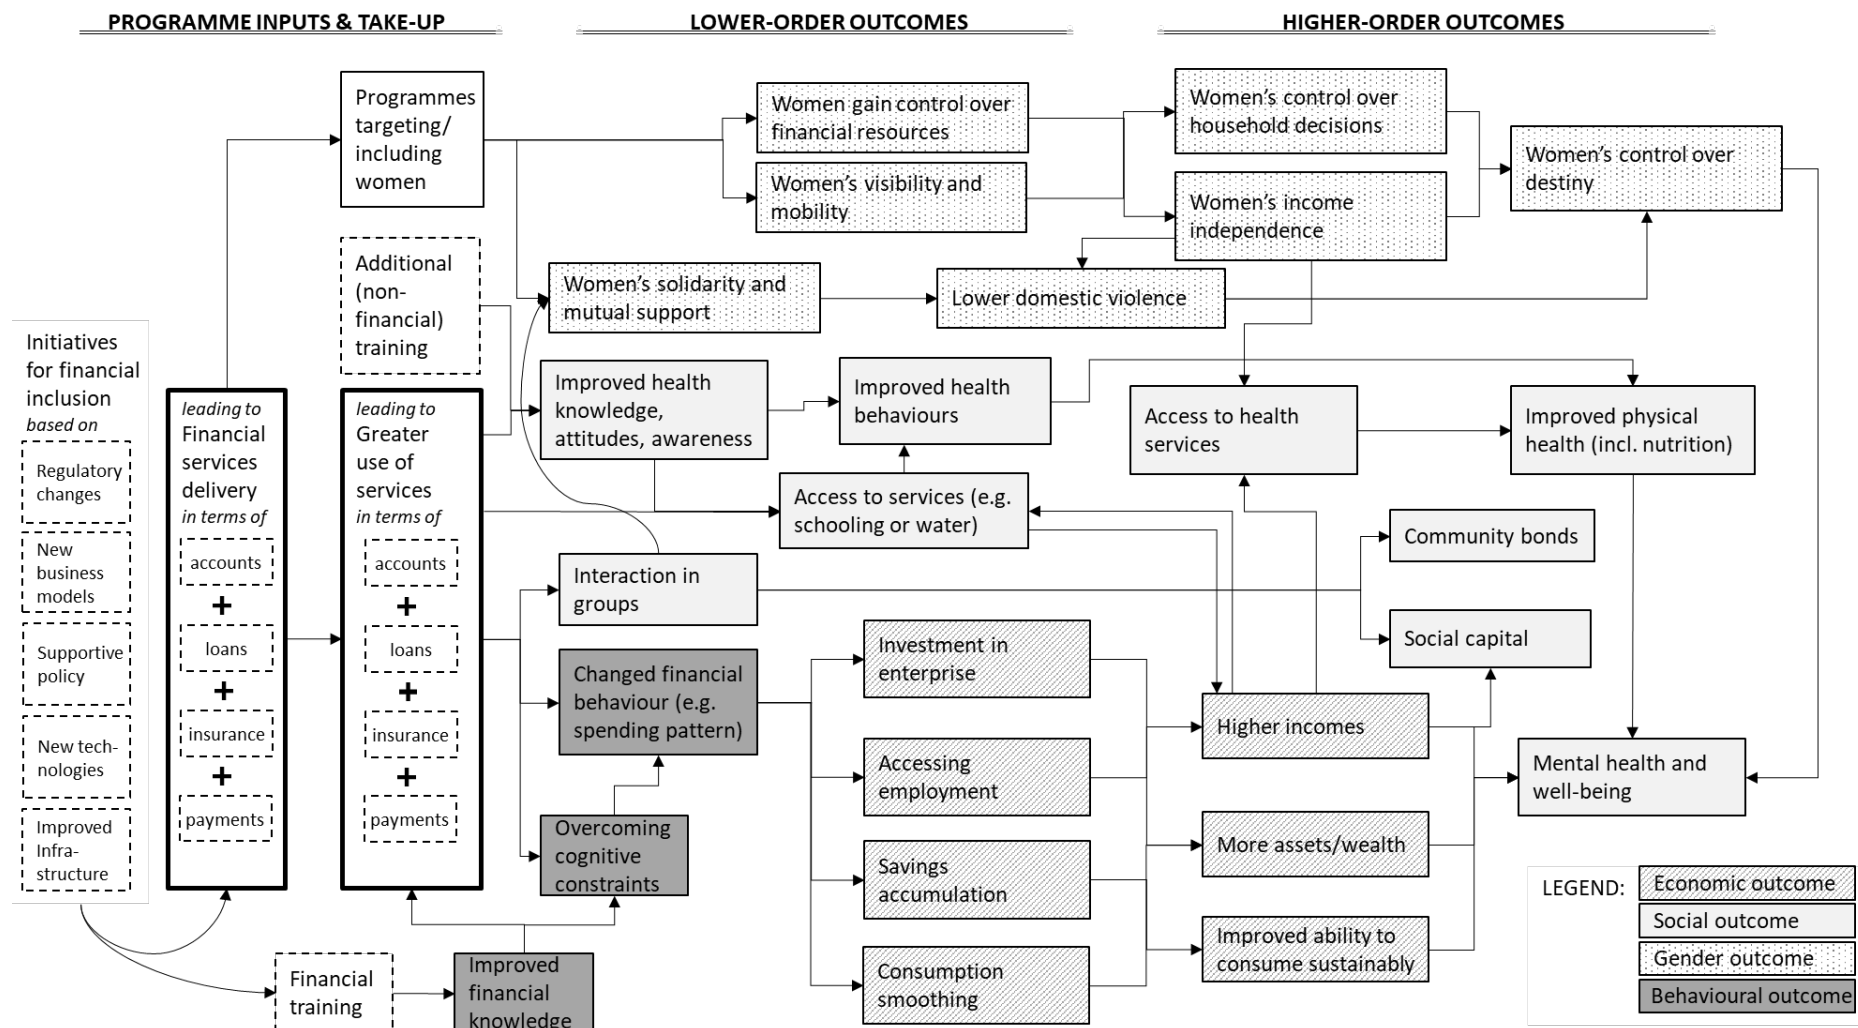 PROGRAMME INPUTS & TAKE-UP
LOWER-ORDER OUTCOMES
HIGHER-ORDER OUTCOMES
Initiatives
for financial
inclusion
based on
Regulatory
changes
New
business
models
Supportive
policy
New tech-
nologies
Improved
Infra-
structure
leading to
Financial
services
delivery
in terms of
accounts
+
loans
+
insurance
+
payments
Programmes
targeting/
including
women
Additional
(non-
financial)
training
leading to
Greater
use of
services
in terms of
accounts
+
loans
+
insurance
+
payments
Financial
training
Improved
financial
knowledge
Women gain control over
financial resources
Women's visibility and
mobility
Women's solidarity and
mutual support
Lower domestic violence
Improved health
knowledge,
attitudes, awareness
Improved health
behaviours
Access to services (e.g.
schooling or water)
Interaction in
groups
Changed financial
behaviour (e.g.
spending pattern)
Overcoming
cognitive
constraints
Investment in
enterprise
Accessing
employment
Savings
accumulation
Consumption
smoothing
Women's control over
household decisions
Women's income
independence
Women's control over
destiny
Access to health
services
Improved physical
health (incl. nutrition)
Community bonds
Social capital
Higher incomes
More assets/wealth
Improved ability to
consume sustainably
Mental health and
well-being
LEGEND:
Economic outcome
Social outcome
Gender outcome
Behavioural outcome